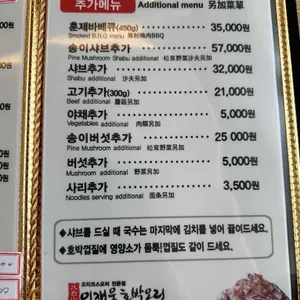 추가메뉴 Additional menu 另加菜單
훈제바베큐(450g) 35,000원
Smoked B.B.Q menu 熏制鴨肉BBQ
송이샤브추가 57,000원
Pine Mushroom Shabu additional 松茸野菜沙夫另加
샤브추가 32,000원
Shabu additional 沙夫另加
고기추가(300g) 21,000원
Beef additional 蘑菇另加
야채추가 5,000원
Vegetables additional 肉類另加
송이버섯추가 25 000원
Pine Mushroom additional 松茸野菜另加
버섯추가 5,000원
Mushroom additional 野菜另加
사리추가 3,500원
Noodles serving additional 面条另加
샤브를 드실 때 국수는 마지막에 김치를 넣어 끓이드세요.
호박껍질에 영양소가 듬뿍!껍질도 같이 드세요.
오리코스요리 전문점